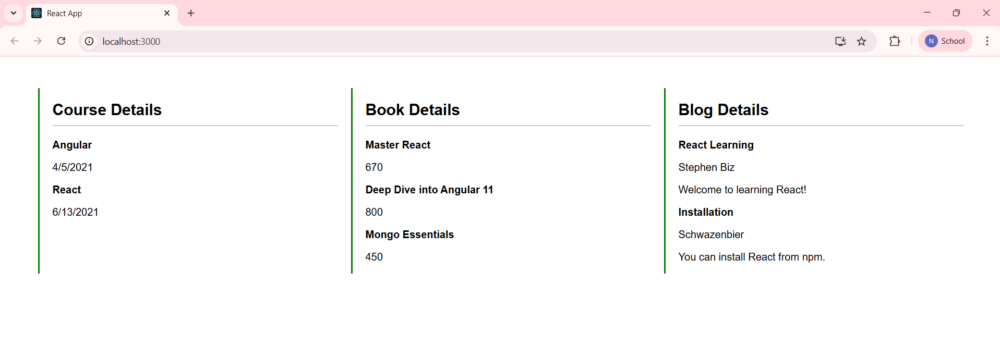 React App
localhost:3000
N School
Course Details
Angular
4/5/2021
React
6/13/2021
Book Details
Master React
670
Deep Dive into Angular 11
800
Mongo Essentials
450
Blog Details
React Learning
Stephen Biz
Welcome to learning React!
Installation
Schwazenbier
You can install React from npm.